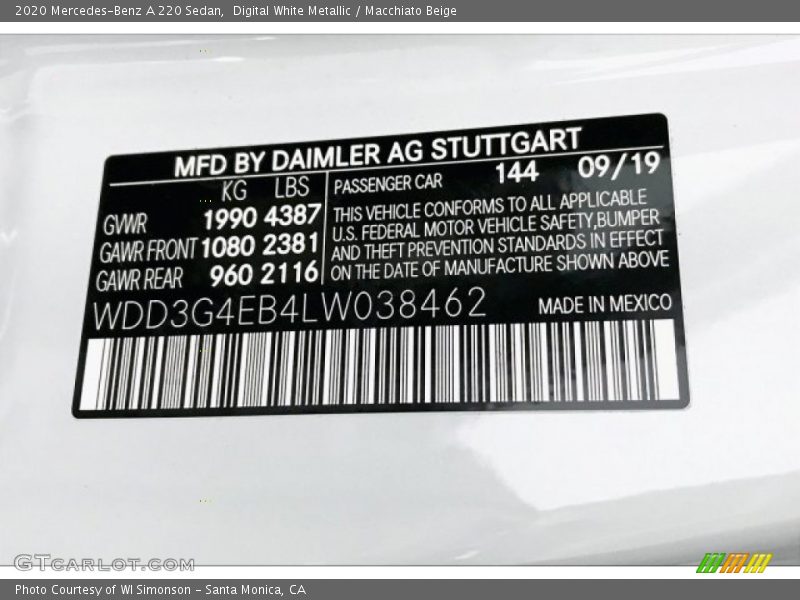 2020 Mercedes-Benz A 220 Sedan,  Digital White Metallic / Macchiato Beige
MFD BY DAIMLER AG STUTTGART
KG LBS
GVWR 1990 4387
GAWR FRONT 1080 2381
GAWR REAR 960 2116
PASSENGER CAR 144 09/19
THIS VEHICLE CONFORMS TO ALL APPLICABLE
U.S. FEDERAL MOTOR VEHICLE SAFETY,BUMPER
AND THEFT PREVENTION STANDARDS IN EFFECT
ON THE DATE OF MANUFACTURE SHOWN ABOVE
WDD3G4EB4LW038462
MADE IN MEXICO
GTCARLOT.COM
Photo Courtesy of WI Simonson - Santa Monica, CA